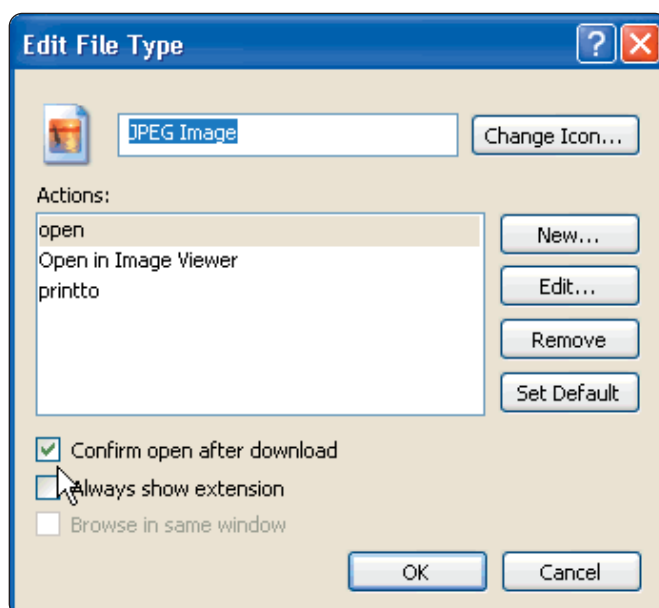 Edit File Type
JPEG Image
Change Icon...
Actions:
open
Open in Image Viewer
printto
New...
Edit...
Remove
Set Default
Confirm open after download
Always show extension
Browse in same window
OK
Cancel